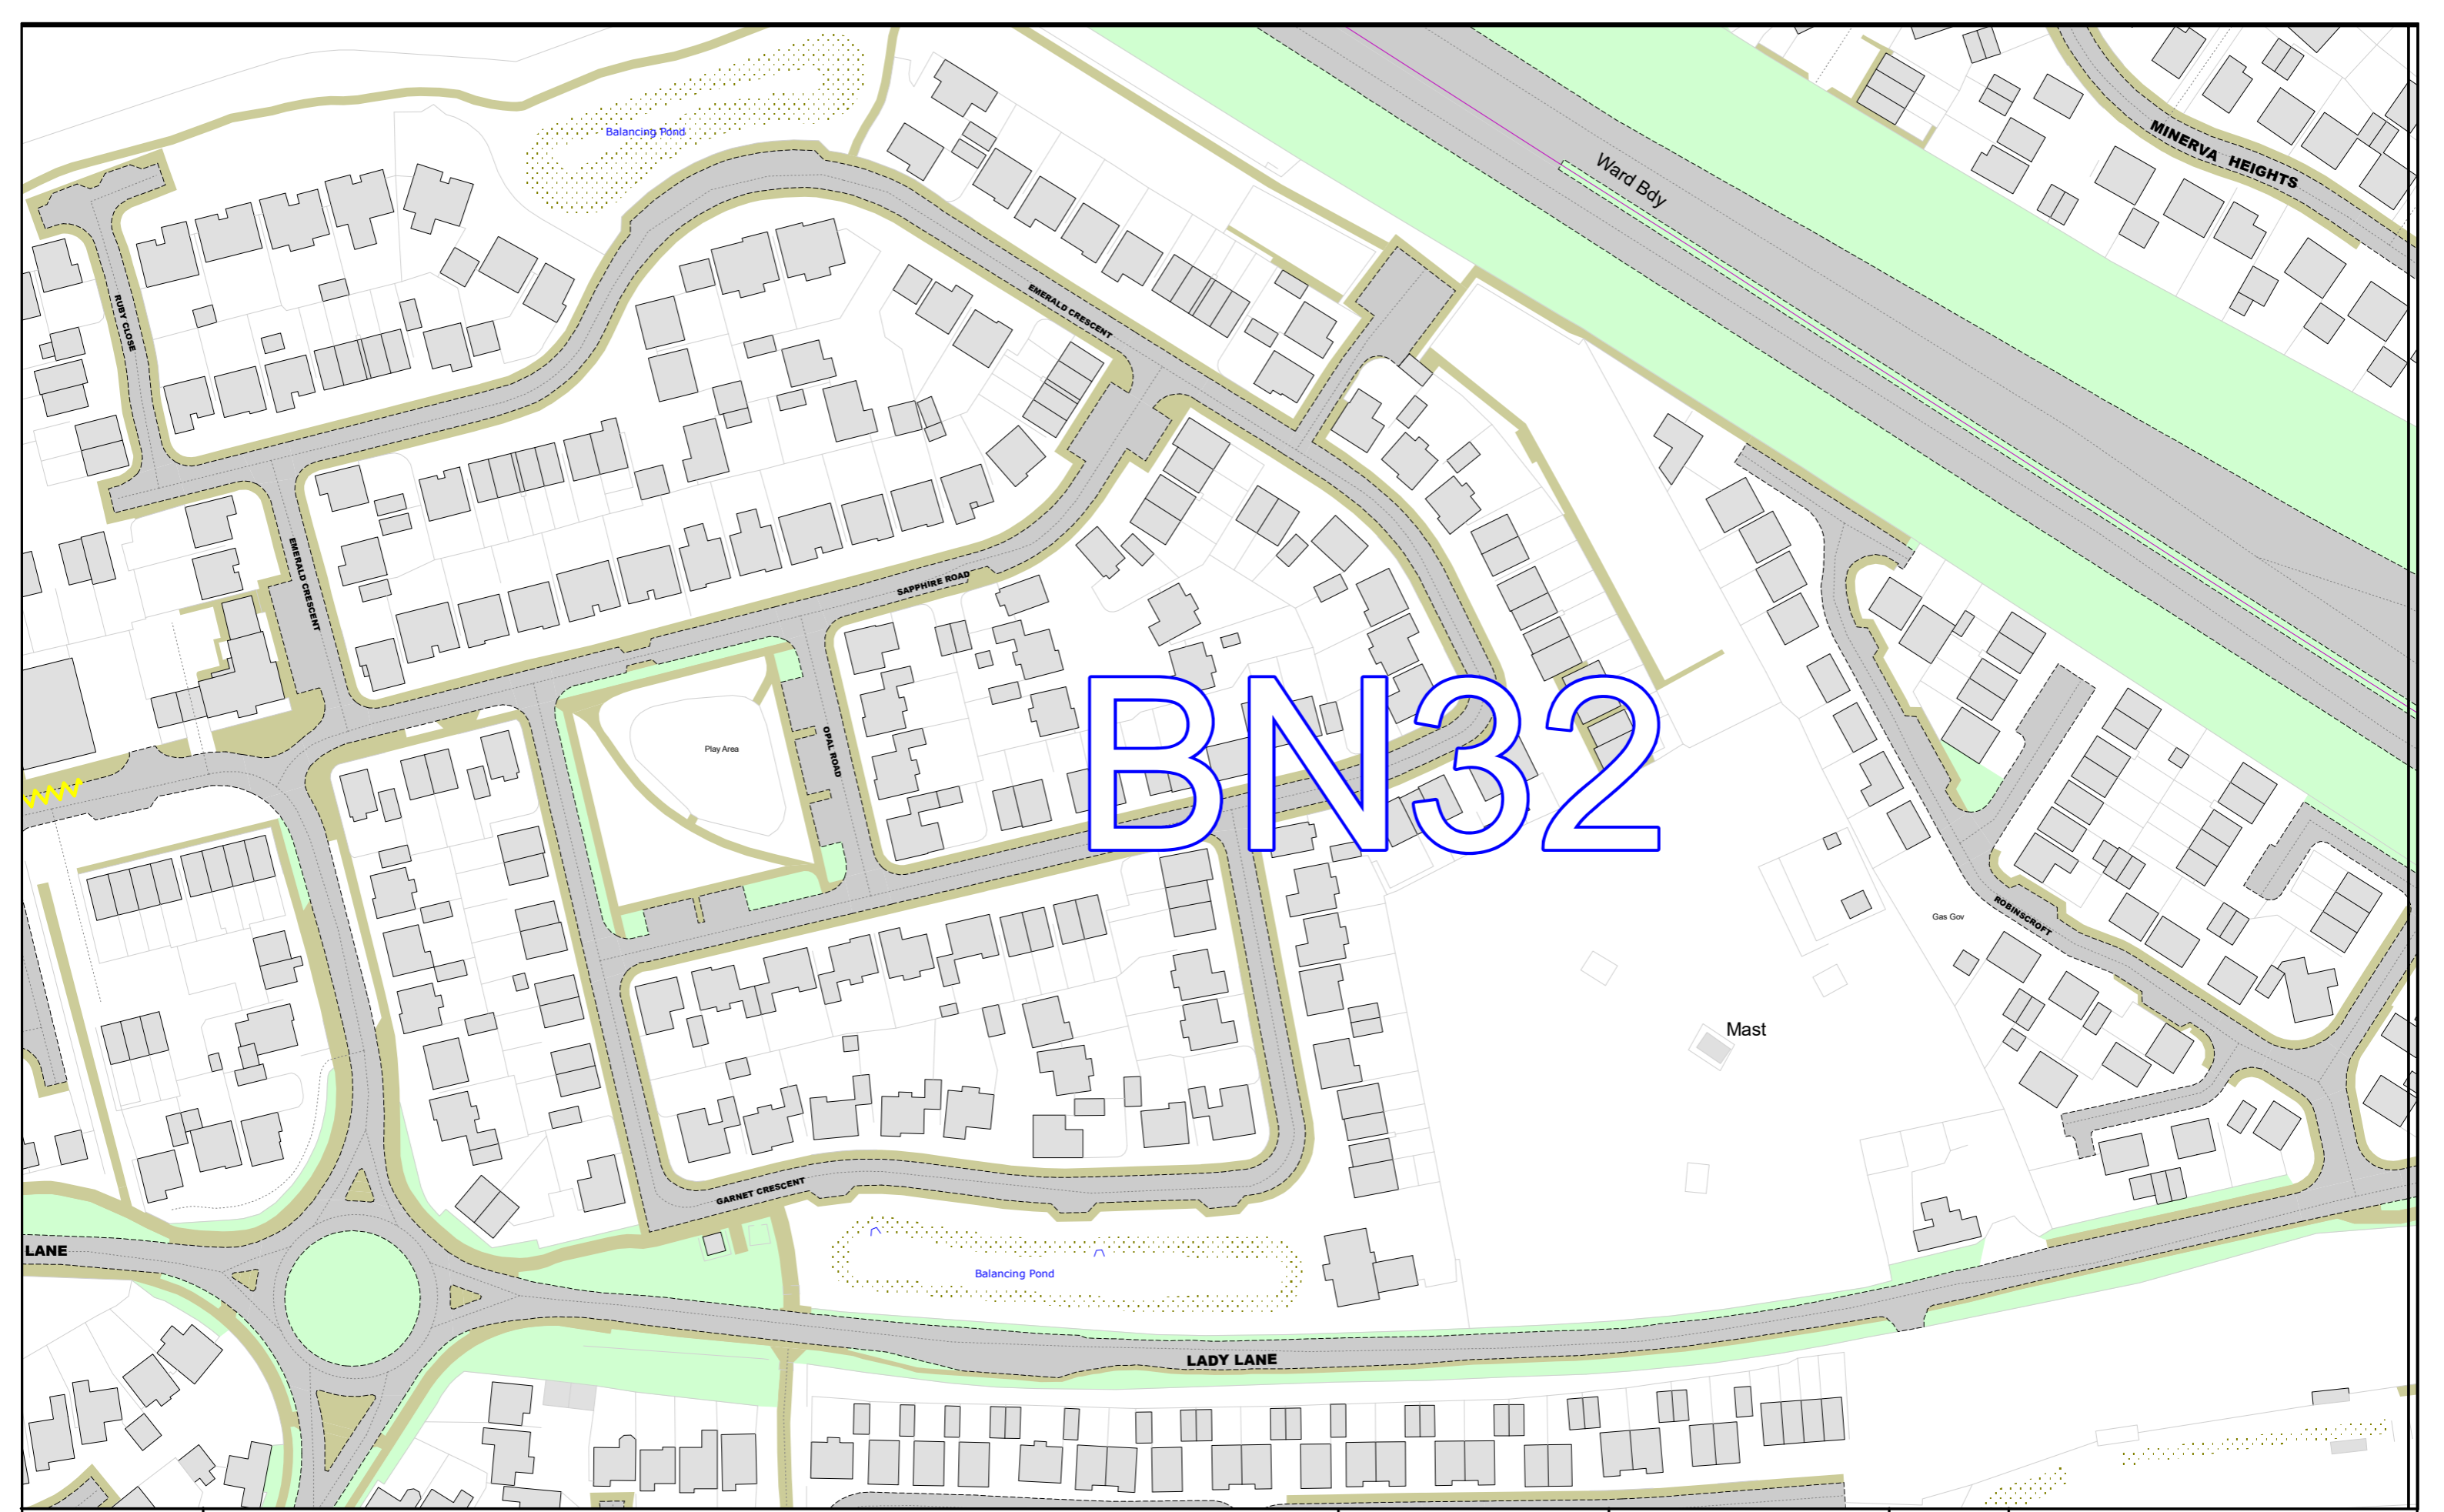 Balancing Pond
MINERVA HEIGHTS
Ward Bdy
RUBY CLOSE
EMERALD CRESCENT
EMERALD CRESCENT
SAPPHIRE ROAD
Play Area
OPAL ROAD
BN32
ROBINSCROFT
Gas Gov
Mast
GARNET CRESCENT
LANE
Balancing Pond
LADY LANE